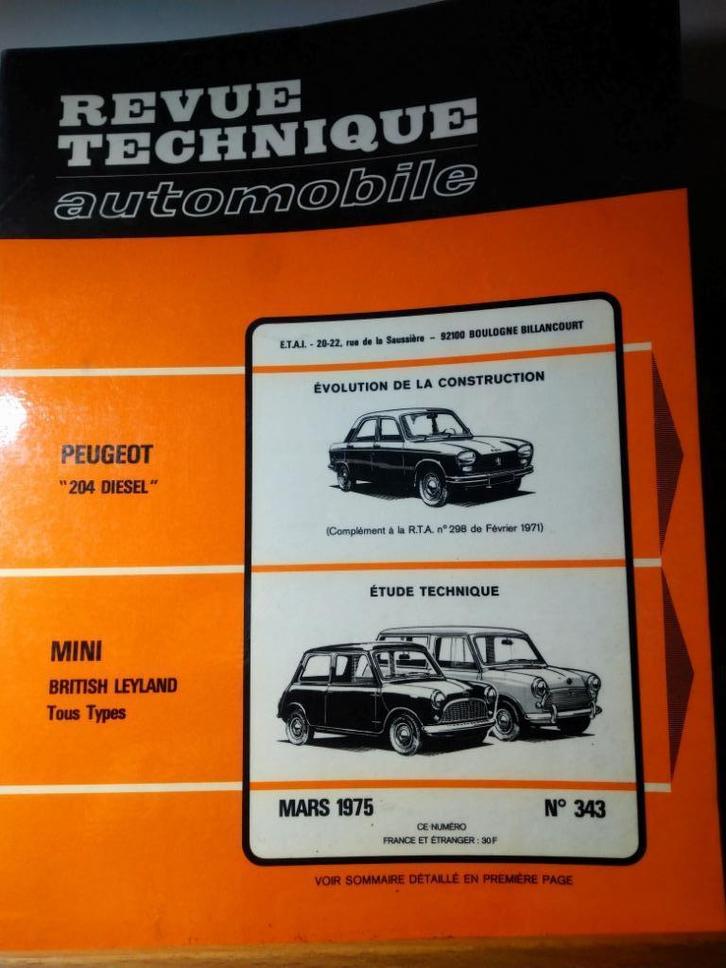 REVUE
TECHNIQUE
automobile
E.T.A.I. - 20-22, rue de la Saussière - 92100 BOULOGNE BILLANCOURT
ÉVOLUTION DE LA CONSTRUCTION
PEUGEOT
"204 DIESEL"
(Complément à la R.T.A. n° 298 de Février 1971)
ÉTUDE TECHNIQUE
MINI
BRITISH LEYLAND
Tous Types
MARS 1975
N° 343
CE NUMÉRO
FRANCE ET ÉTRANGER : 30 F
VOIR SOMMAIRE DÉTAILLÉ EN PREMIÈRE PAGE